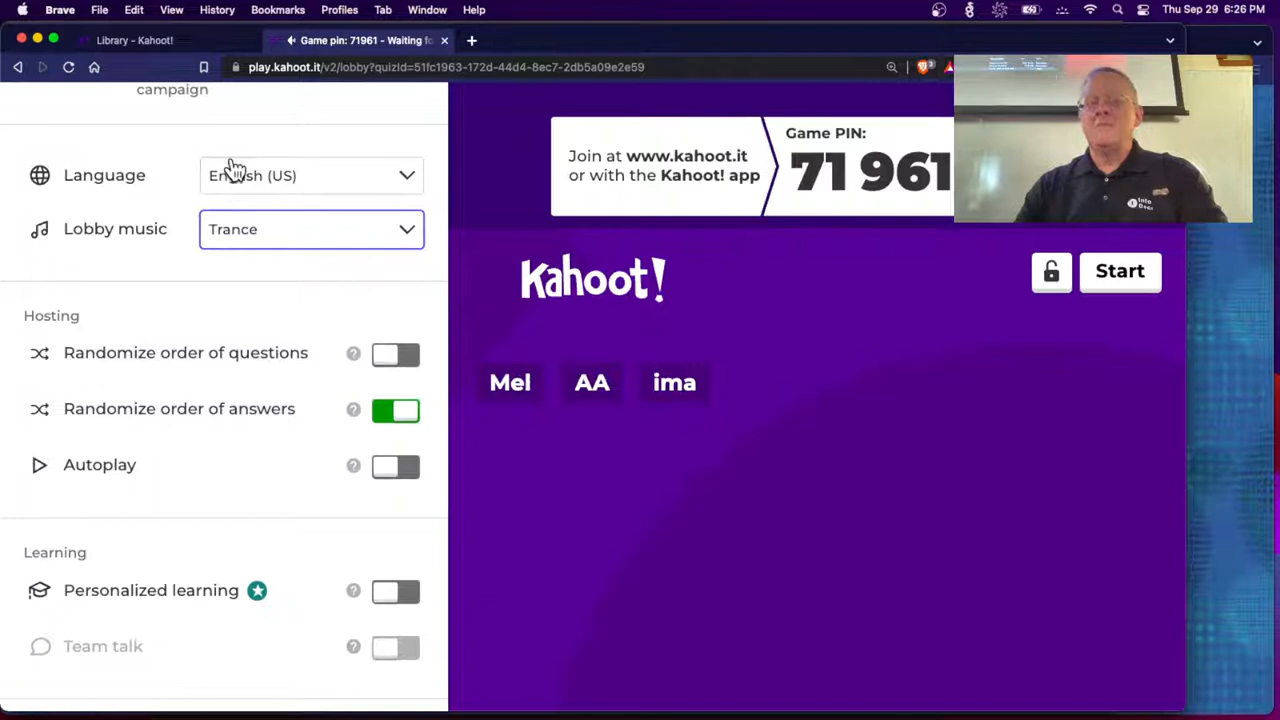 Brave File Edit View History Bookmarks Profiles Tab Window Help
Thu Sep 29 6:26 PM
Library - Kahoot!
Game pin: 71961 - Waiting fo
play.kahoot.it/v2/lobby?quizId=51fc1963-172d-44d4-8ec7-2db5a09e2e59
campaign
Language
English (US)
Lobby music
Trance
Hosting
Randomize order of questions ?
Randomize order of answers ?
Autoplay ?
Learning
Personalized learning ?
Team talk ?
Join at www.kahoot.it
or with the Kahoot! app
Game PIN:
71 961
Kahoot!
Start
Mel AA ima
Info